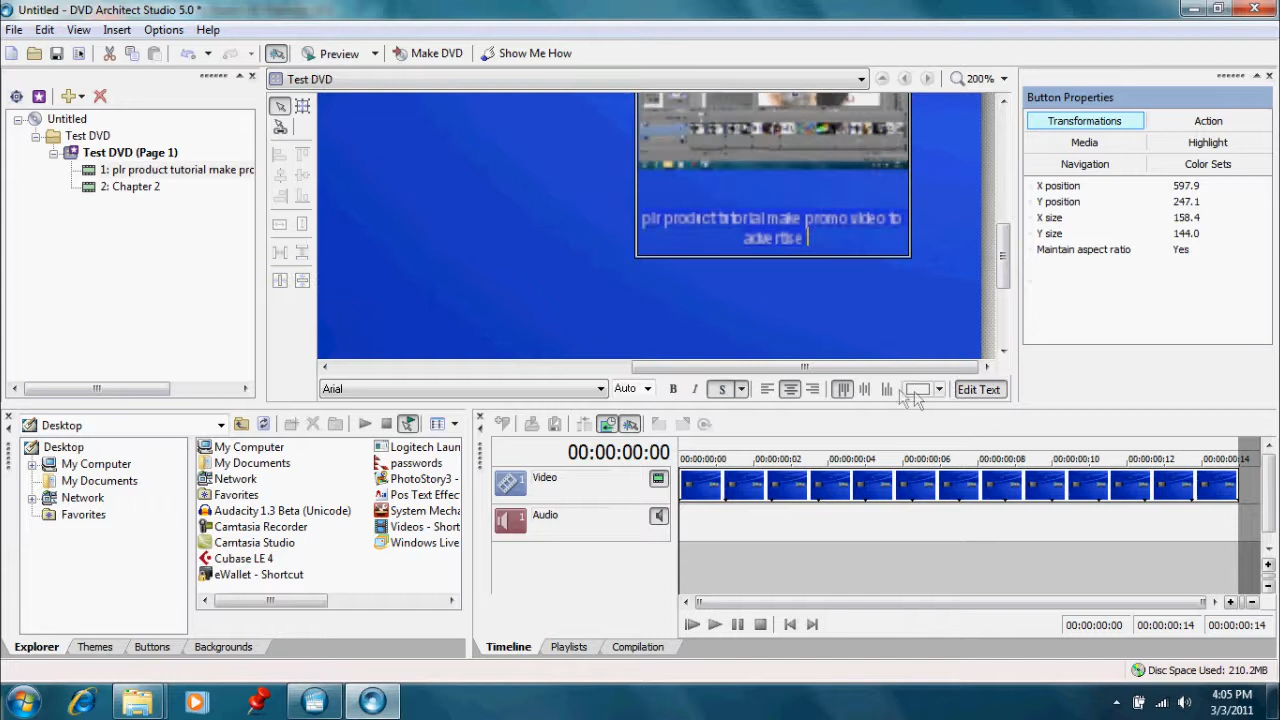 Untitled - DVD Architect Studio 5.0 *
File Edit View Insert Options Help
Preview Make DVD Show Me How
Test DVD
200%
Button Properties
Transformations Action
Media Highlight
Navigation Color Sets
X position 597.9
Y position 247.1
X size 158.4
Y size 144.0
Maintain aspect ratio Yes
Untitled
Test DVD
Test DVD (Page 1)
1: plr product tutorial make pro
2: Chapter 2
plr product tutorial make promo video to
advertise
Arial Auto B I S Edit Text
Desktop
Desktop
My Computer
My Documents
Network
Favorites
My Computer
My Documents
Network
Favorites
Audacity 1.3 Beta (Unicode)
Camtasia Recorder
Camtasia Studio
Cubase LE 4
eWallet - Shortcut
Logitech Laun
passwords
PhotoStory3 -
Pos Text Effec
System Mecha
Videos - Short
Windows Live
Explorer Themes Buttons Backgrounds
00:00:00:00
00:00:00:00 00:00:00:02 00:00:00:04 00:00:00:06 00:00:00:08 00:00:00:10 00:00:00:12 00:00:00:14
1 Video
1 Audio
00:00:00:00 00:00:00:14 00:00:00:14
Timeline Playlists Compilation
Disc Space Used: 210.2MB
4:05 PM
3/3/2011